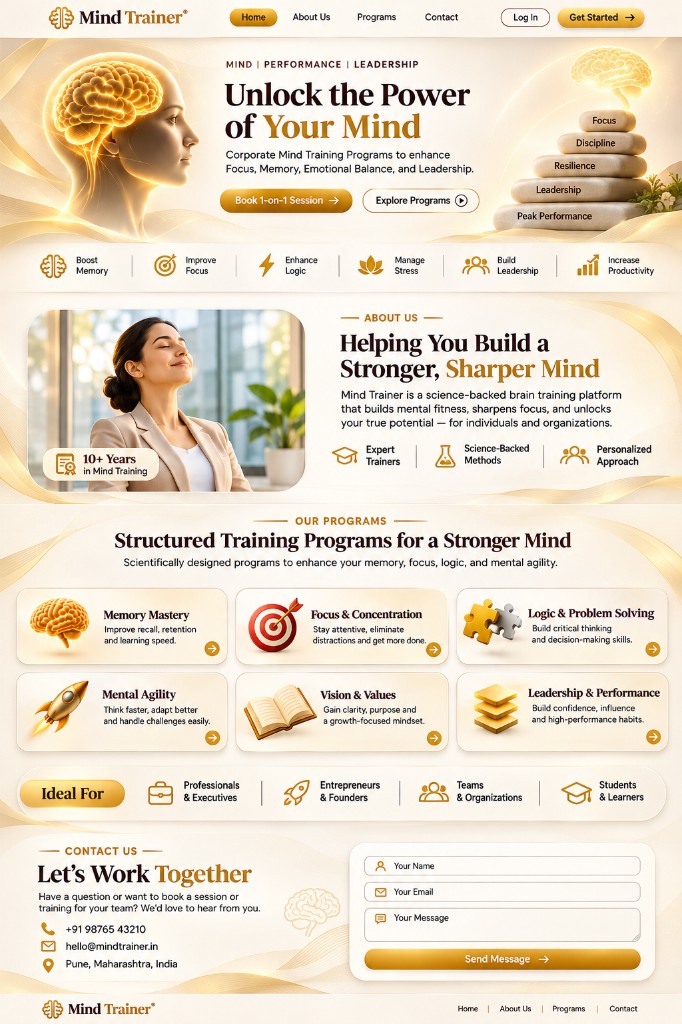 Mind Trainer®
Home
About Us
Programs
Contact
Log In
Get Started
MIND | PERFORMANCE | LEADERSHIP
Unlock the Power
of Your Mind
Corporate Mind Training Programs to enhance
Focus, Memory, Emotional Balance, and Leadership.
Book 1-on-1 Session
Explore Programs
Focus
Discipline
Resilience
Leadership
Peak Performance
Boost
Memory
Improve
Focus
Enhance
Logic
Manage
Stress
Build
Leadership
Increase
Productivity
10+ Years
in Mind Training
ABOUT US
Helping You Build a
Stronger, Sharper Mind
Mind Trainer is a science-backed brain training platform
that builds mental fitness, sharpens focus, and unlocks
your true potential — for individuals and organizations.
Expert
Trainers
Science-Backed
Methods
Personalized
Approach
OUR PROGRAMS
Structured Training Programs for a Stronger Mind
Scientifically designed programs to enhance your memory, focus, logic, and mental agility.
Memory Mastery
Improve recall, retention
and learning speed.
Focus & Concentration
Stay attentive, eliminate
distractions and get more done.
Logic & Problem Solving
Build critical thinking
and decision-making skills.
Mental Agility
Think faster, adapt better
and handle challenges easily.
Vision & Values
Gain clarity, purpose and
a growth-focused mindset.
Leadership & Performance
Build confidence, influence
and high-performance habits.
Ideal For
Professionals
& Executives
Entrepreneurs
& Founders
Teams
& Organizations
Students
& Learners
CONTACT US
Let's Work Together
Have a question or want to book a session or
training for your team? We'd love to hear from you.
+91 98765 43210
hello@mindtrainer.in
Pune, Maharashtra, India
Your Name
Your Email
Your Message
Send Message
Mind Trainer®
Home | About Us | Programs | Contact